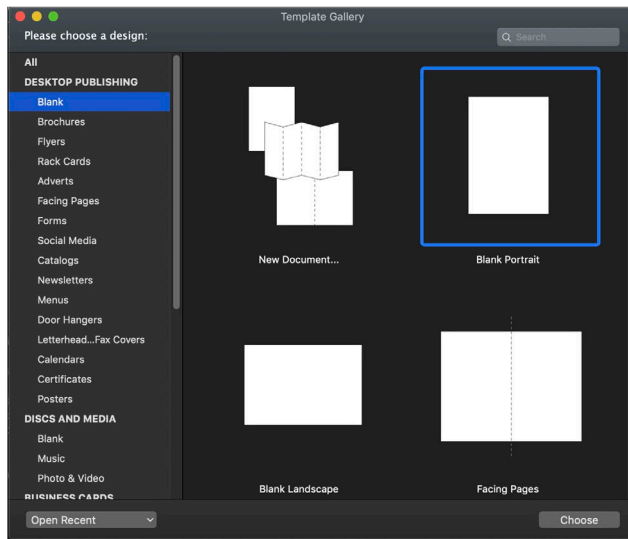 Template Gallery
Please choose a design:
Search
All
DESKTOP PUBLISHING
Blank
Brochures
Flyers
Rack Cards
Adverts
Facing Pages
Forms
Social Media
Catalogs
Newsletters
Menus
Door Hangers
Letterhead...Fax Covers
Calendars
Certificates
Posters
DISCS AND MEDIA
Blank
Music
Photo & Video
BUSINESS CARDS
New Document...
Blank Portrait
Blank Landscape
Facing Pages
Open Recent
Choose